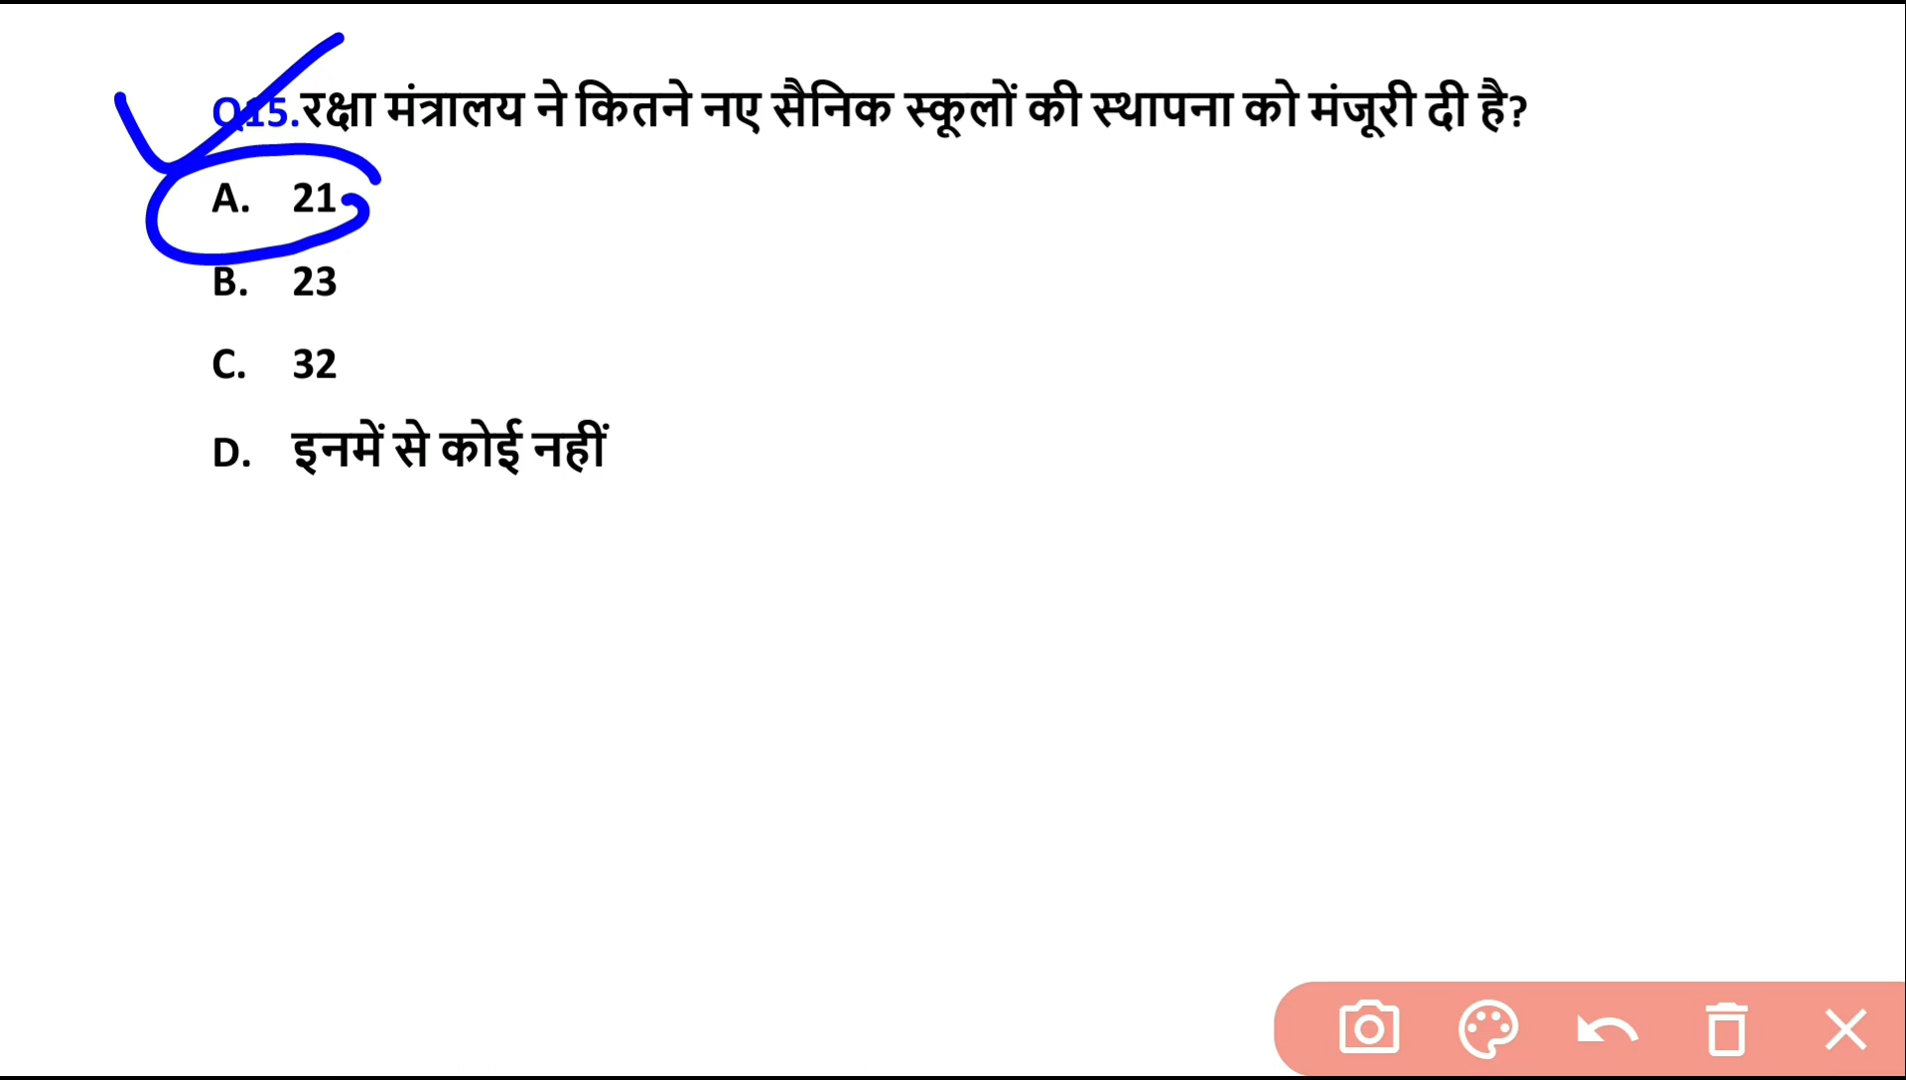 Q15.रक्षा मंत्रालय ने कितने नए सैनिक स्कूलों की स्थापना को मंजूरी दी है?
A. 21
B. 23
C. 32
D. इनमें से कोई नहीं